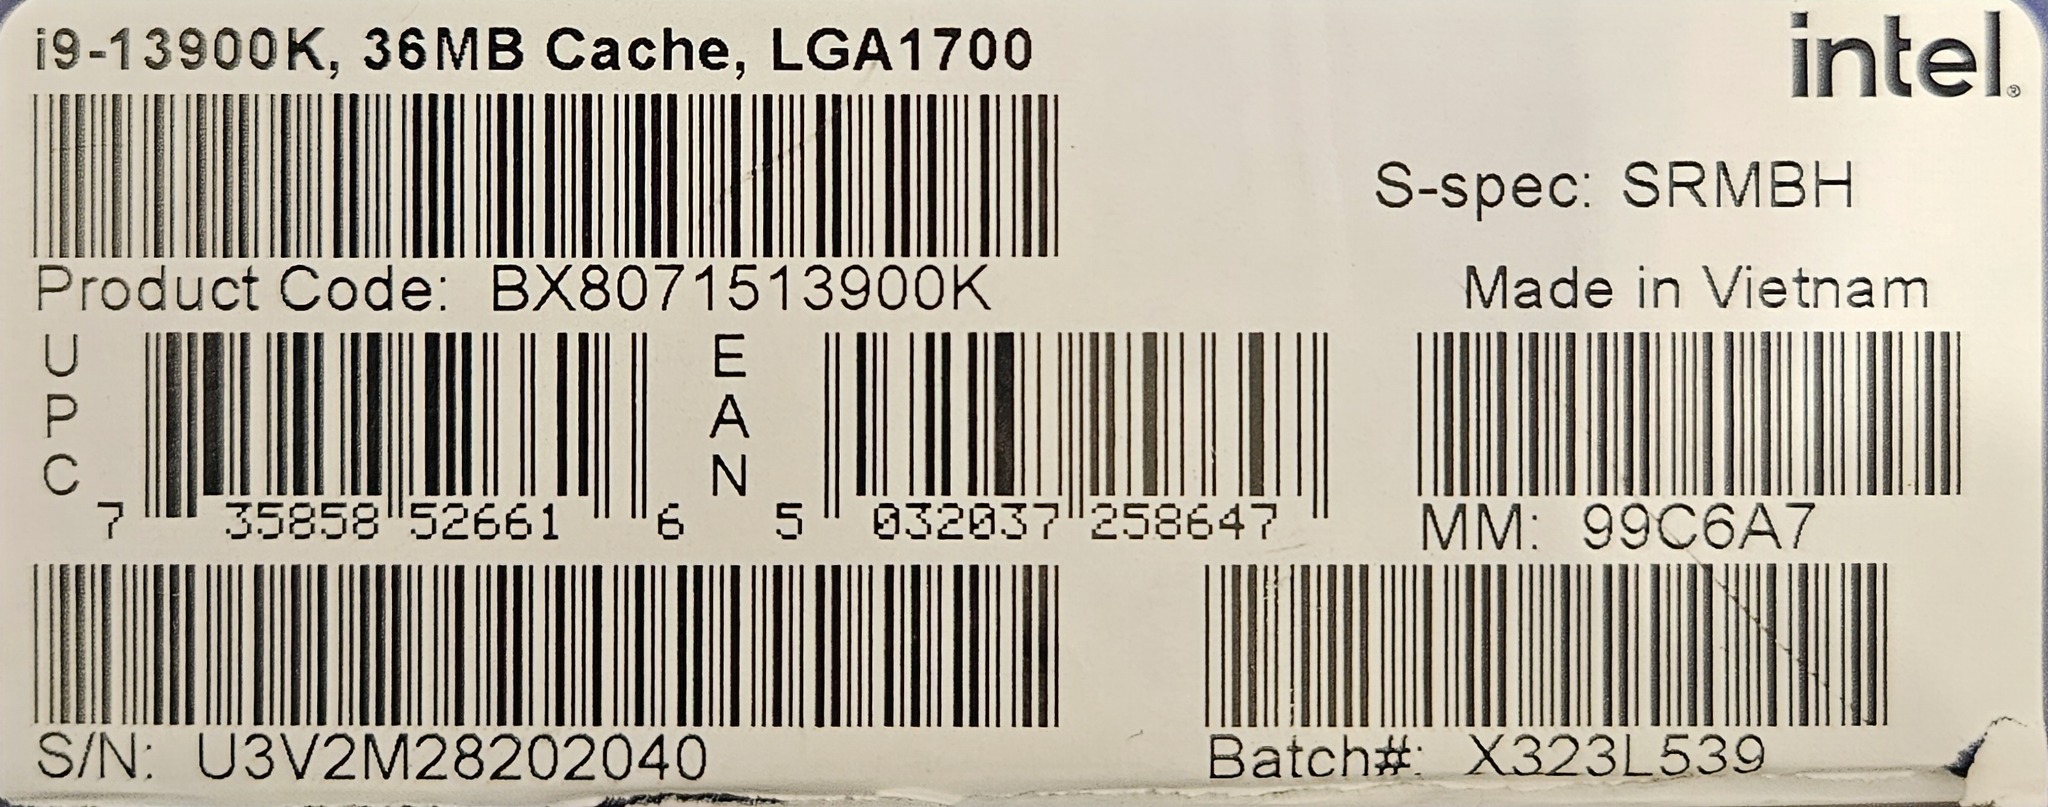 i9-13900K, 36MB Cache, LGA1700
intel®
S-spec: SRMBH
Product Code: BX8071513900K
Made in Vietnam
UPC
7 35858 52661 6
EAN
5 032037 258647
MM: 99C6A7
S/N: U3V2M28202040
Batch#: X323L539